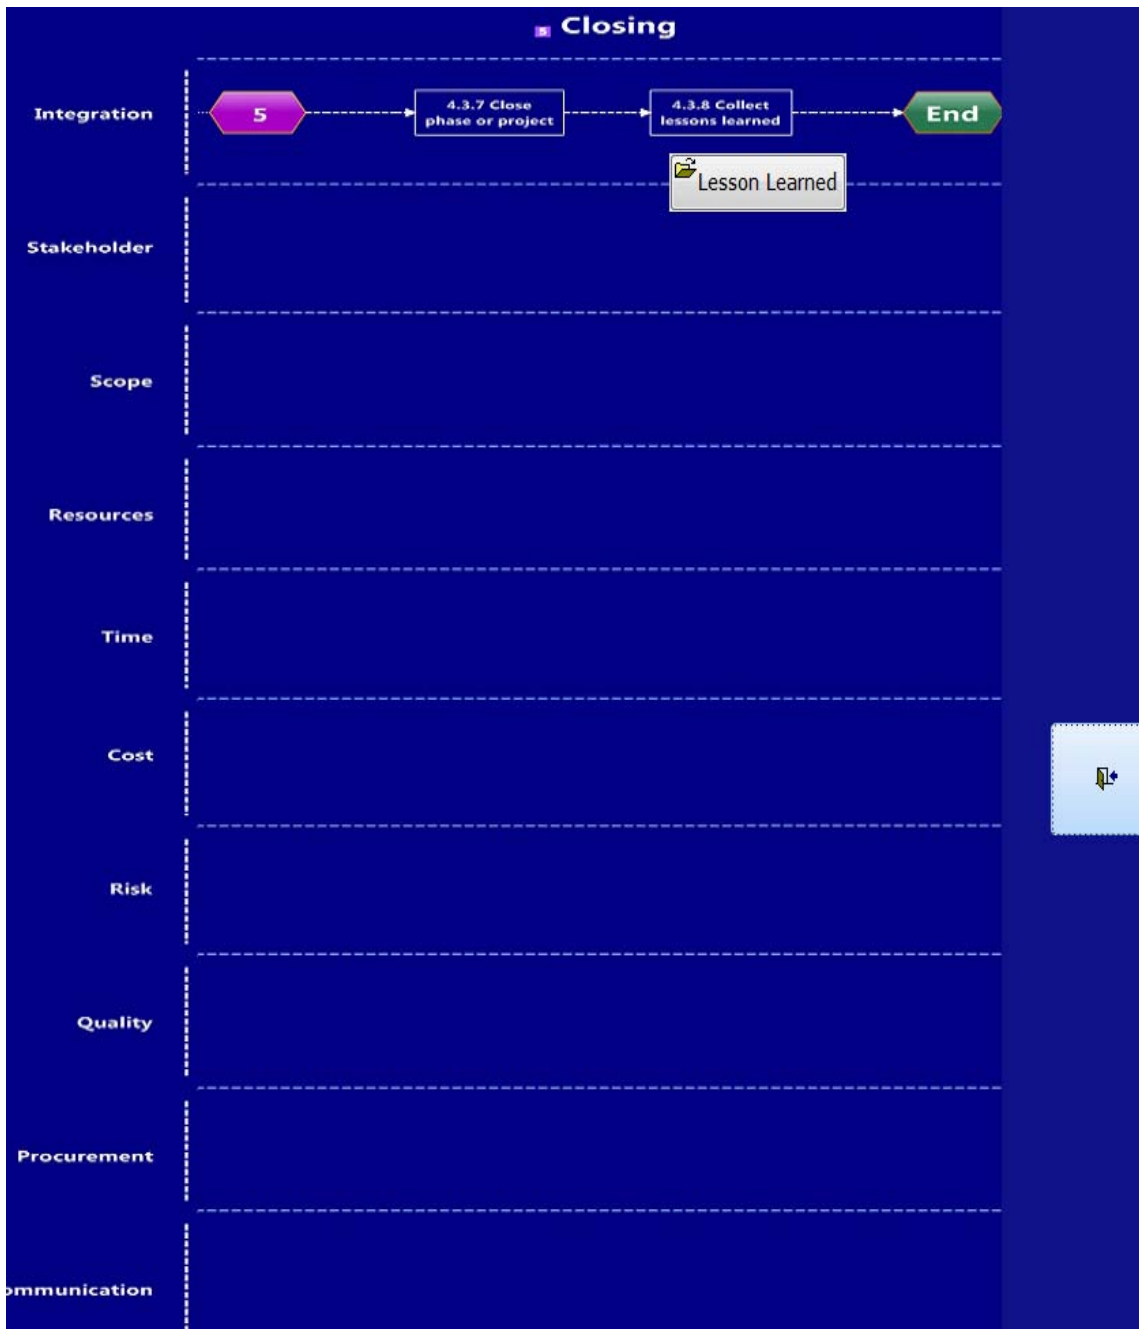 5 Closing
Integration
5
4.3.7 Close
phase or project
4.3.8 Collect
lessons learned
End
Lesson Learned
Stakeholder
Scope
Resources
Time
Cost
Risk
Quality
Procurement
ommunication